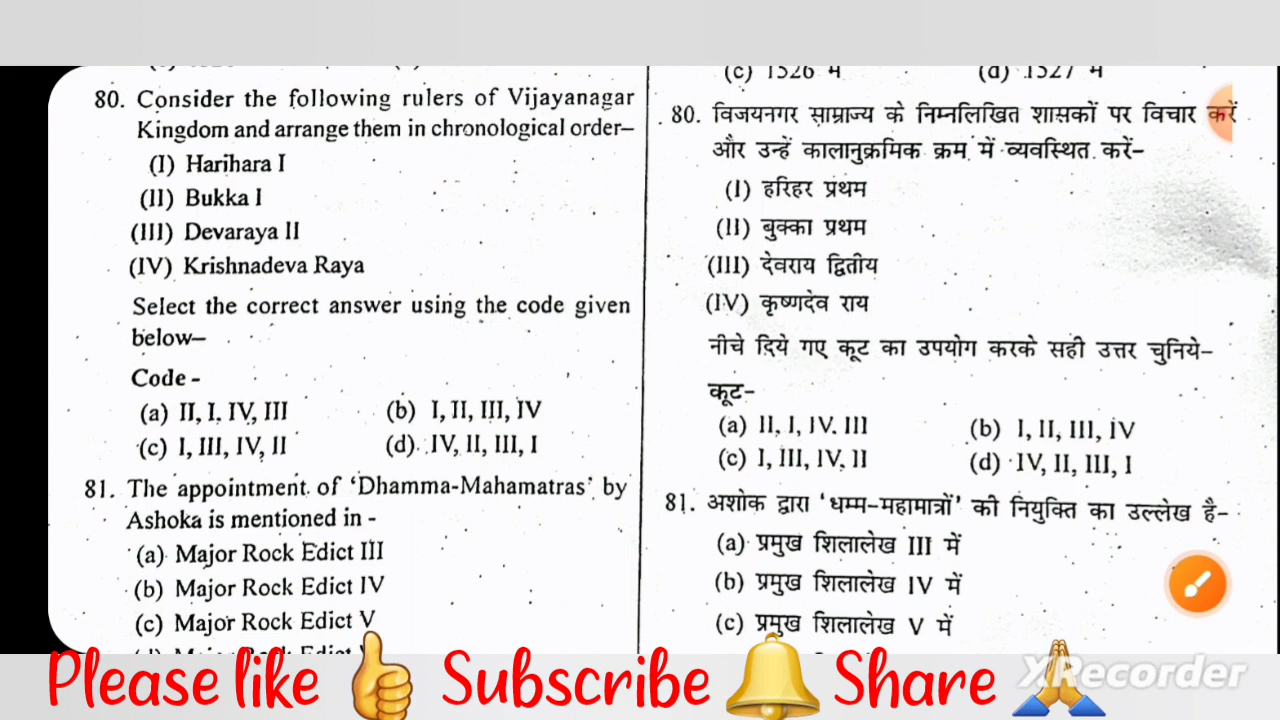 80. Consider the following rulers of Vijayanagar
Kingdom and arrange them in chronological order–
(I) Harihara I
(II) Bukka I
(III) Devaraya II
(IV) Krishnadeva Raya
Select the correct answer using the code given
below–
Code -
(a) II, I, IV, III (b) I, II, III, IV
(c) I, III, IV, II (d) IV, II, III, I
81. The appointment of ‘Dhamma-Mahamatras’ by
Ashoka is mentioned in -
(a) Major Rock Edict III
(b) Major Rock Edict IV
(c) Major Rock Edict V
(c) 1526 में (d) 1527 में
80. विजयनगर साम्राज्य के निम्नलिखित शासकों पर विचार करें
और उन्हें कालानुक्रमिक क्रम में व्यवस्थित करें–
(I) हरिहर प्रथम
(II) बुक्का प्रथम
(III) देवराय द्वितीय
(IV) कृष्णदेव राय
नीचे दिये गए कूट का उपयोग करके सही उत्तर चुनिये–
कूट–
(a) II, I, IV. III (b) I, II, III, IV
(c) I, III, IV, II (d) IV, II, III, I
81. अशोक द्वारा ‘धम्म-महामात्रों’ की नियुक्ति का उल्लेख है–
(a) प्रमुख शिलालेख III में
(b) प्रमुख शिलालेख IV में
(c) प्रमुख शिलालेख V में
Please like Subscribe Share
XRecorder